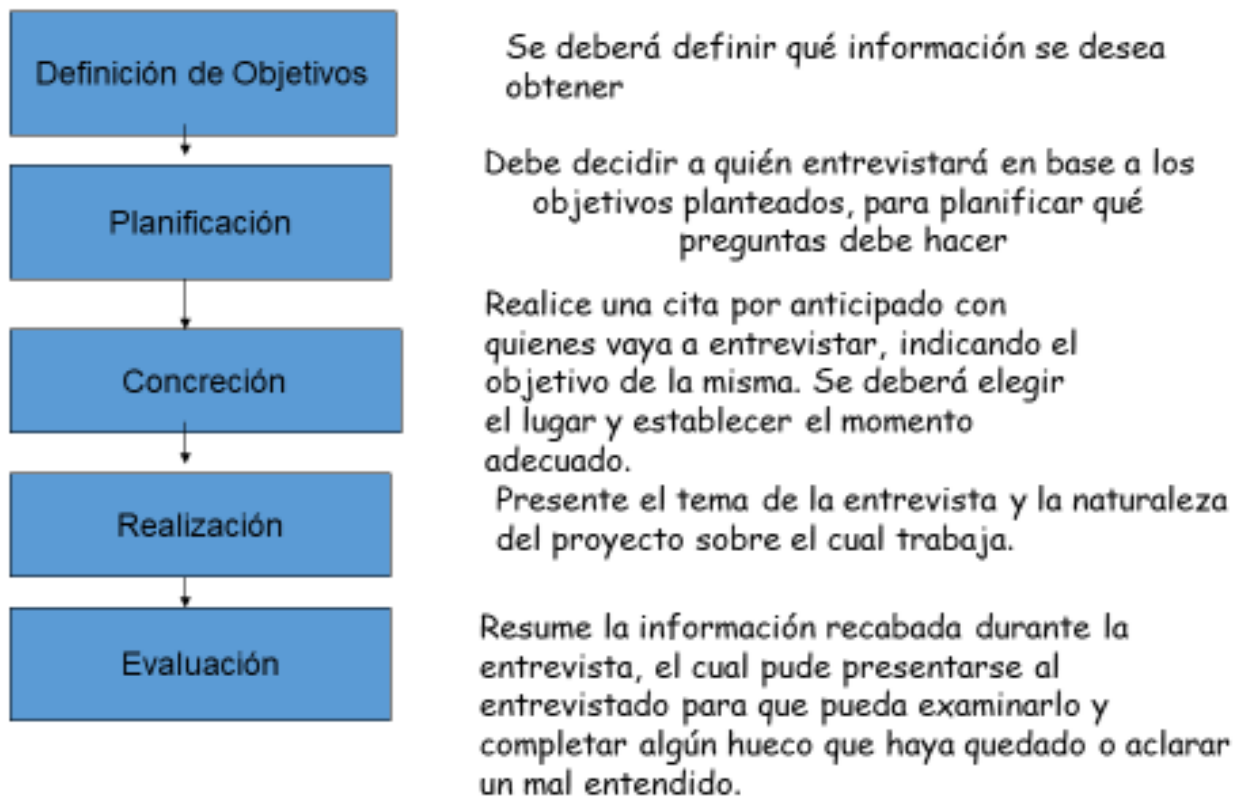 Definición de Objetivos
Se deberá definir qué información se desea
obtener
Planificación
Debe decidir a quién entrevistará en base a los
objetivos planteados, para planificar qué
preguntas debe hacer
Concreción
Realice una cita por anticipado con
quienes vaya a entrevistar, indicando el
objetivo de la misma. Se deberá elegir
el lugar y establecer el momento
adecuado.
Realización
Presente el tema de la entrevista y la naturaleza
del proyecto sobre el cual trabaja.
Evaluación
Resume la información recabada durante la
entrevista, el cual pude presentarse al
entrevistado para que pueda examinarlo y
completar algún hueco que haya quedado o aclarar
un mal entendido.